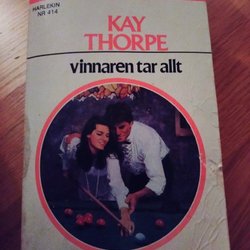 HARLEKIN
NR 414
KAY
THORPE
vinnaren tar allt